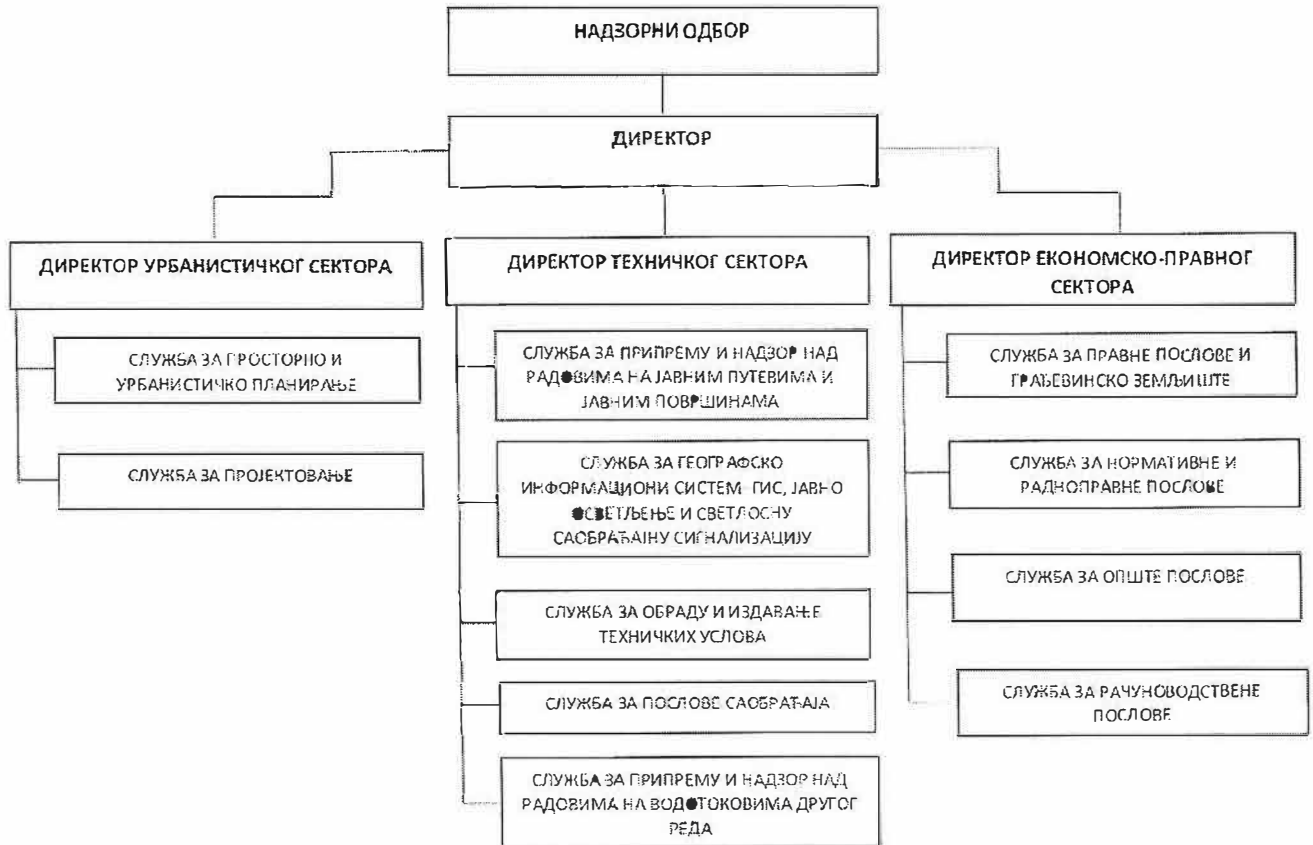 НАДЗОРНИ ОДБОР
ДИРЕКТОР
ДИРЕКТОР УРБАНИСТИЧКОГ СЕКТОРА
СЛУЖБА ЗА ПРОСТОРНО И
УРБАНИСТИЧКО ПЛАНИРАЊЕ
СЛУЖБА ЗА ПРОЈЕКТОВАЊЕ
ДИРЕКТОР ТЕХНИЧКОГ СЕКТОРА
СЛУЖБА ЗА ПРИПРЕМУ И НАДЗОР НАД
РАДОВИМА НА ЈАВНИМ ПУТЕВИМА И
ЈАВНИМ ПОВРШИНАМА
СЛУЖБА ЗА ГЕОГРАФСКО
ИНФОРМАЦИОНИ СИСТЕМ-ГИС, ЈАВНО
ОСВЕТЉЕЊЕ И СВЕТЛОСНУ
САОБРАЋАЈНУ СИГНАЛИЗАЦИЈУ
СЛУЖБА ЗА ОБРАДУ И ИЗДАВАЊЕ
ТЕХНИЧКИХ УСЛОВА
СЛУЖБА ЗА ПОСЛОВЕ САОБРАЋАЈА
СЛУЖБА ЗА ПРИПРЕМУ И НАДЗОР НАД
РАДОВИМА НА ВОДОТОКОВИМА ДРУГОГ
РЕДА
ДИРЕКТОР ЕКОНОМСКО-ПРАВНОГ
СЕКТОРА
СЛУЖБА ЗА ПРАВНЕ ПОСЛОВЕ И
ГРАЂЕВИНСКО ЗЕМЉИШТЕ
СЛУЖБА ЗА НОРМАТИВНЕ И
РАДНОПРАВНЕ ПОСЛОВЕ
СЛУЖБА ЗА ОПШТЕ ПОСЛОВЕ
СЛУЖБА ЗА РАЧУНОВОДСТВЕНЕ
ПОСЛОВЕ